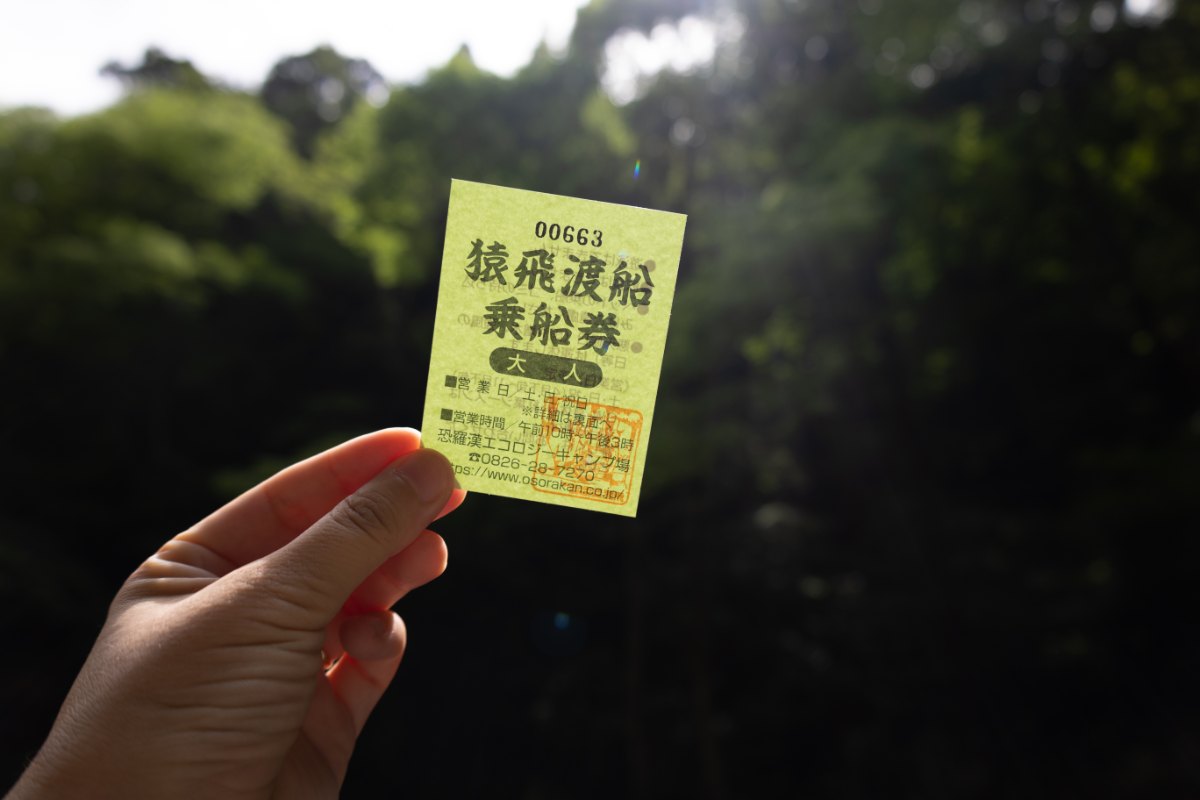 00663
猿飛渡船
乗船券
大人
■営業日/土・日・祝日
※詳細は裏面へ
■営業時間/午前10時~午後3時
恐羅漢エコロジーキャンプ場
☎0826-28-7270
ps://www.osorakan.co.jp/